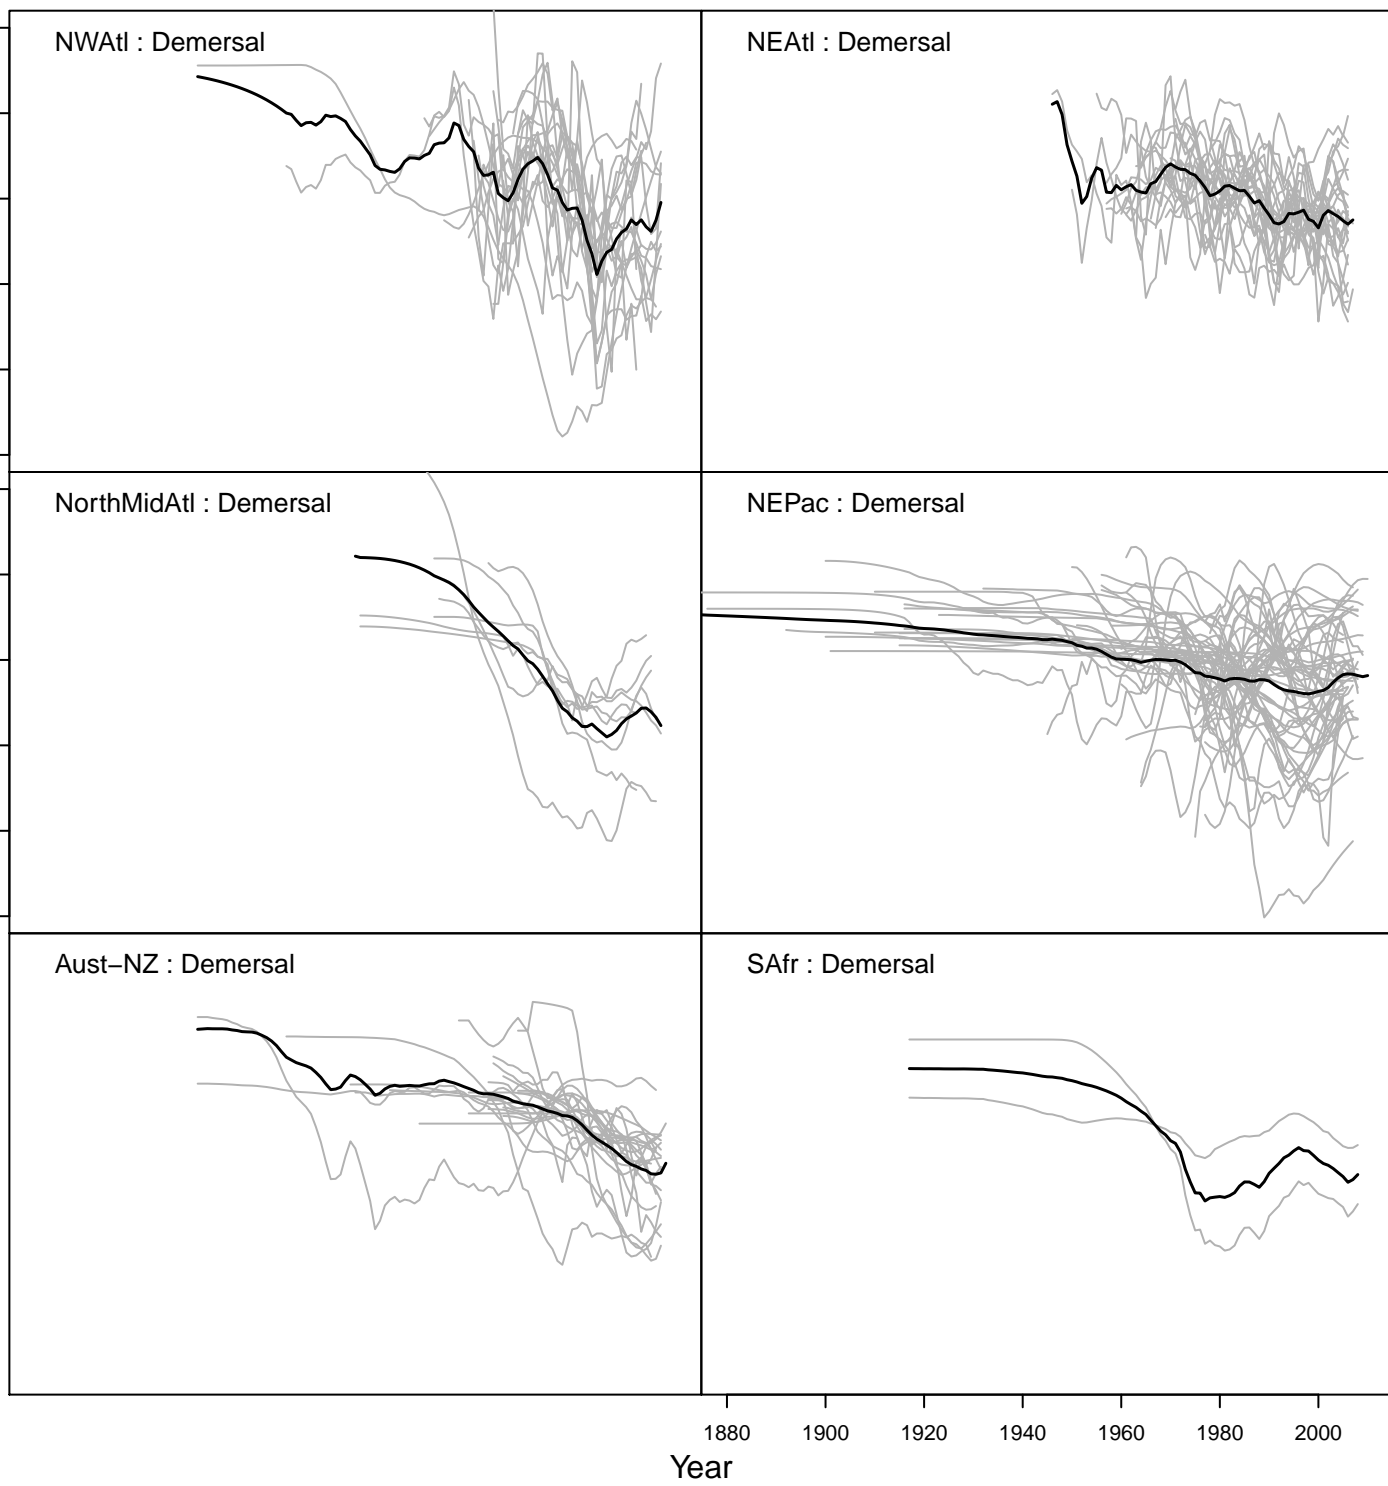 NWAtl : Demersal
NEAtl : Demersal
NorthMidAtl : Demersal
NEPac : Demersal
Aust−NZ : Demersal
SAfr : Demersal
1880 1900 1920 1940 1960 1980 2000
Year